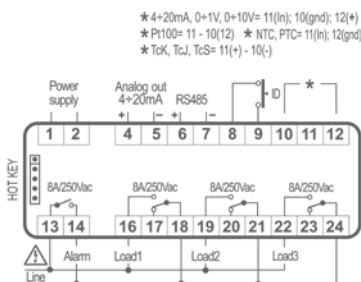 * 4÷20mA, 0÷1V, 0÷10V= 11(In); 10(gnd); 12(+)
* Pt100= 11 - 10(12) * NTC, PTC= 11(In); 12(gnd)
* TcK, TcJ, TcS= 11(+) - 10(-)
Power supply
Analog out 4÷20mA
RS485
ID
*
+ - + -
1 2 4 5 6 7 8 9 10 11 12
HOT KEY
8A/250Vac 8A/250Vac 8A/250Vac 8A/250Vac
13 14 16 17 18 19 20 21 22 23 24
Alarm Load1 Load2 Load3
Line